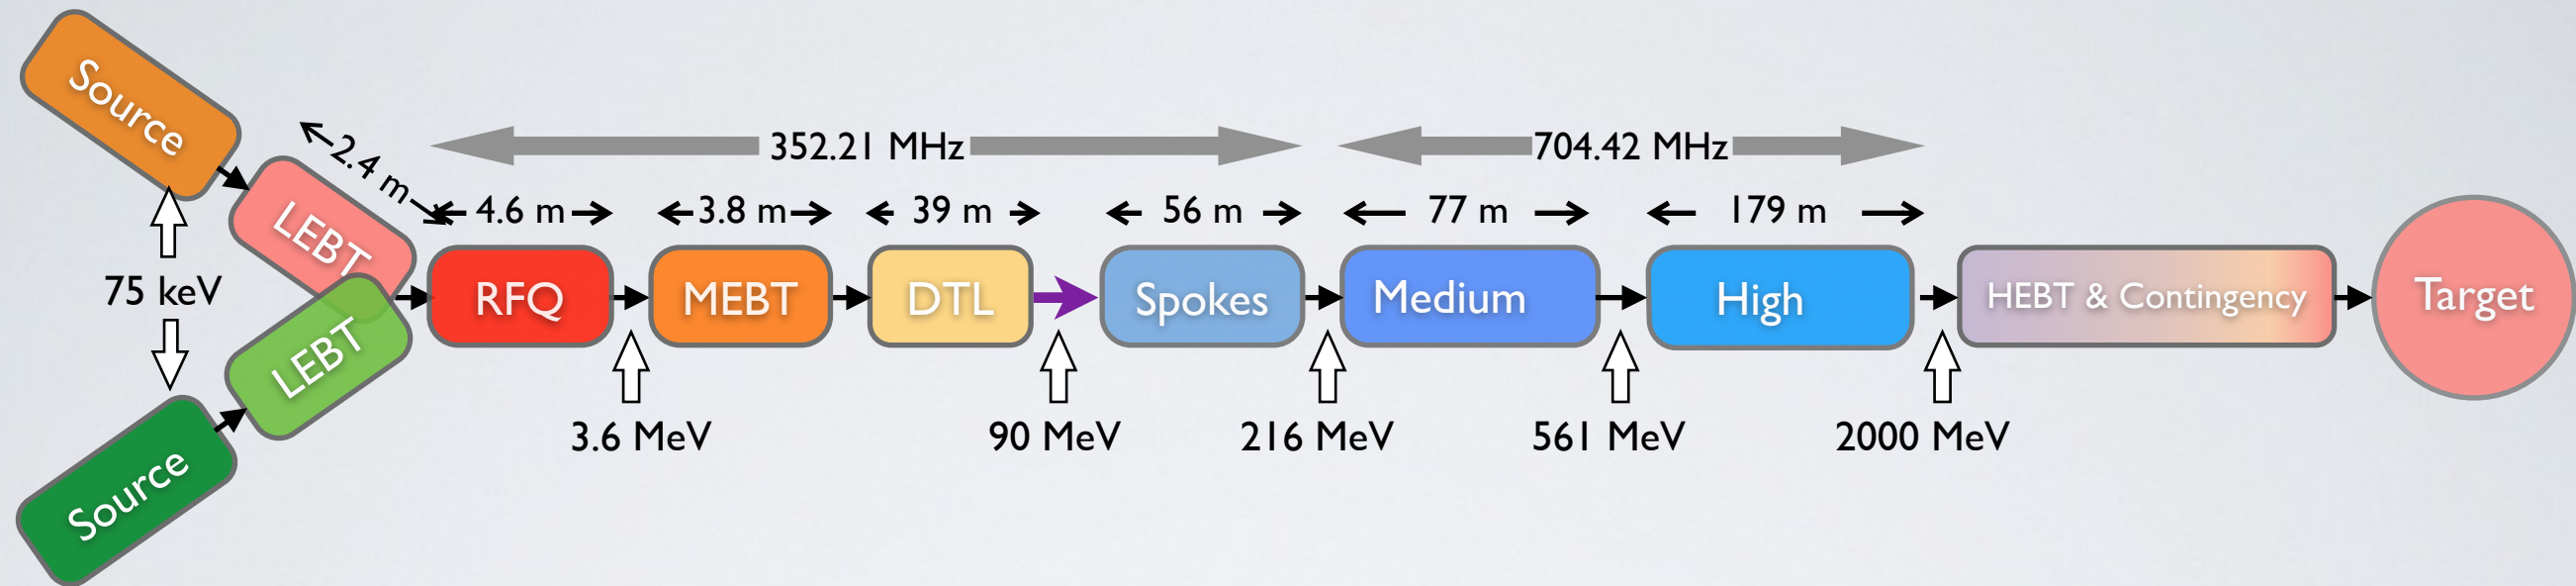 Source
2.4 m
352.21 MHz
704.42 MHz
LEBT
4.6 m
3.8 m
39 m
56 m
77 m
179 m
75 keV
RFQ
MEBT
DTL
Spokes
Medium
High
HEBT & Contingency
Target
LEBT
3.6 MeV
90 MeV
216 MeV
561 MeV
2000 MeV
Source